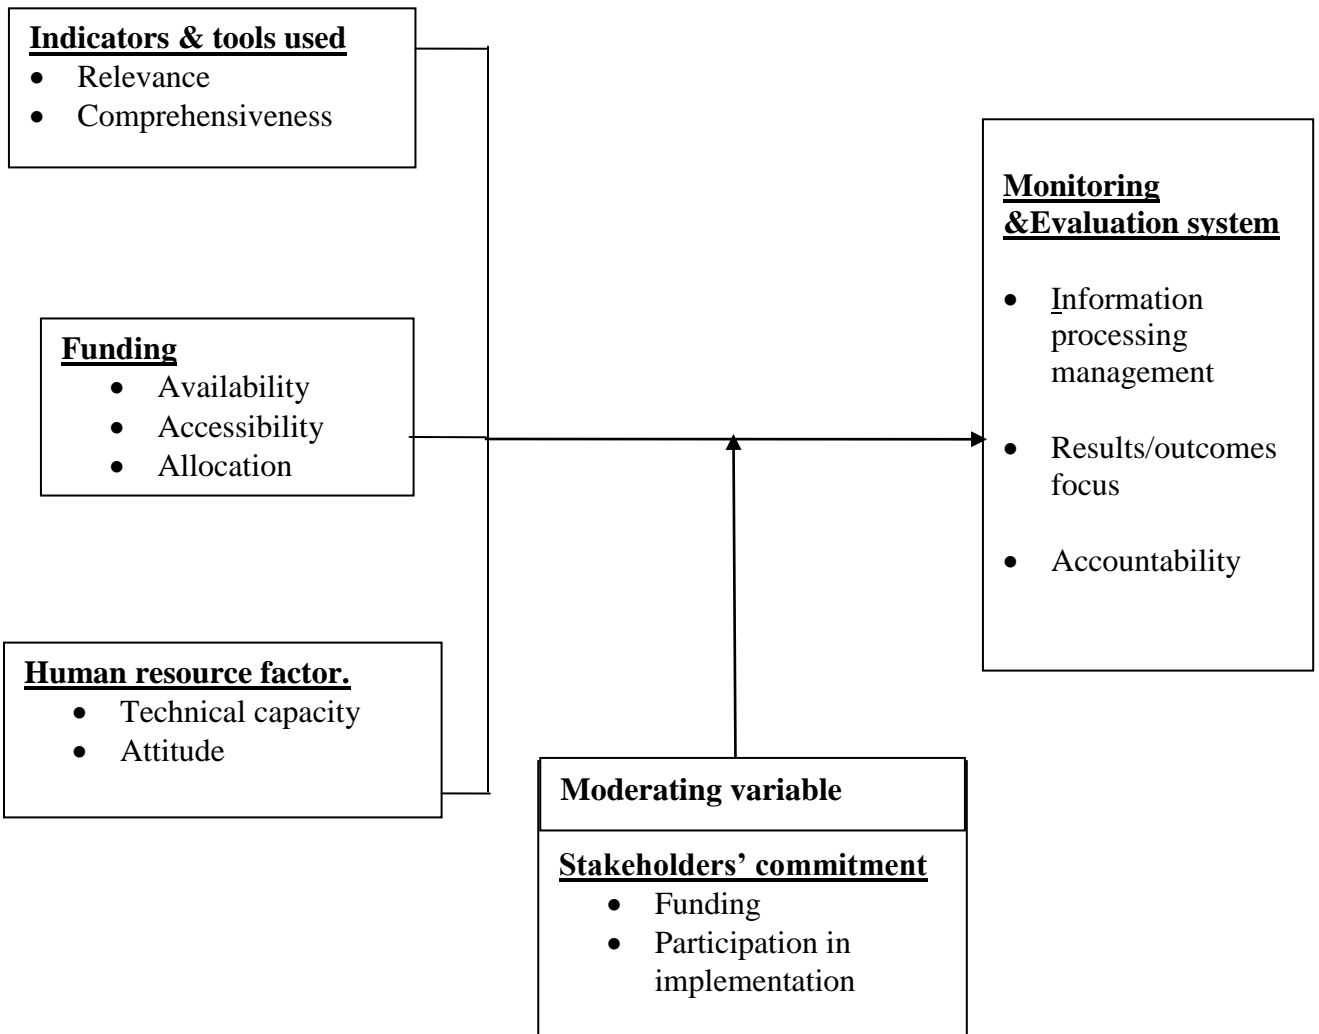 Indicators & tools used
• Relevance
• Comprehensiveness
Funding
• Availability
• Accessibility
• Allocation
Human resource factor.
• Technical capacity
• Attitude
Monitoring
&Evaluation system
• Information
processing
management
• Results/outcomes
focus
• Accountability
Moderating variable
Stakeholders’ commitment
• Funding
• Participation in
implementation